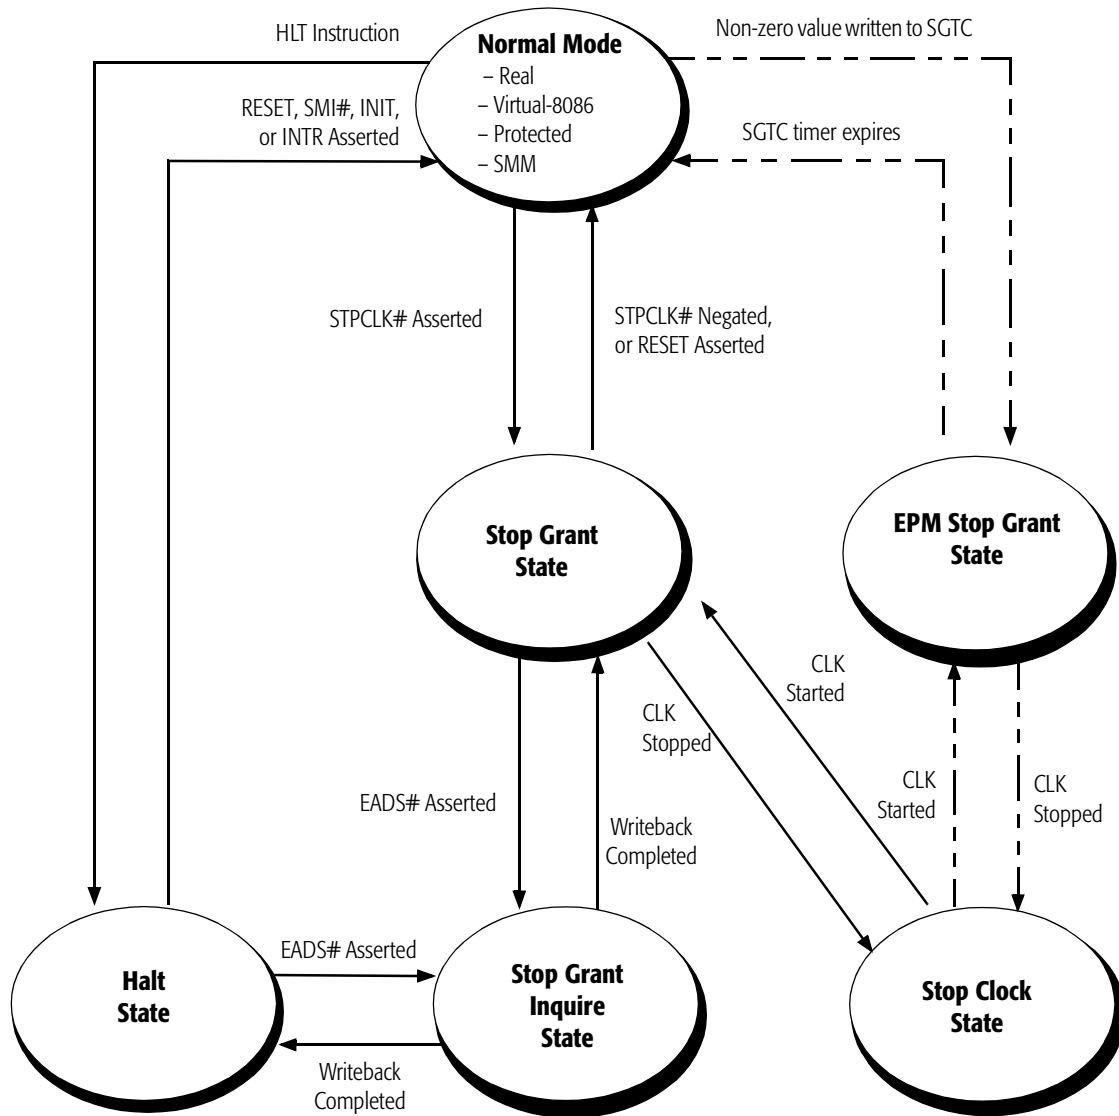 HLT Instruction
Normal Mode
– Real
– Virtual-8086
– Protected
– SMM
Non-zero value written to SGTC
RESET, SMI#, INIT,
or INTR Asserted
SGTC timer expires
STPCLK# Asserted
STPCLK# Negated,
or RESET Asserted
Stop Grant
State
EPM Stop Grant
State
CLK
Started
CLK
Stopped
EADS# Asserted
Writeback
Completed
CLK
Started
CLK
Stopped
Halt
State
EADS# Asserted
Stop Grant
Inquire
State
Stop Clock
State
Writeback
Completed